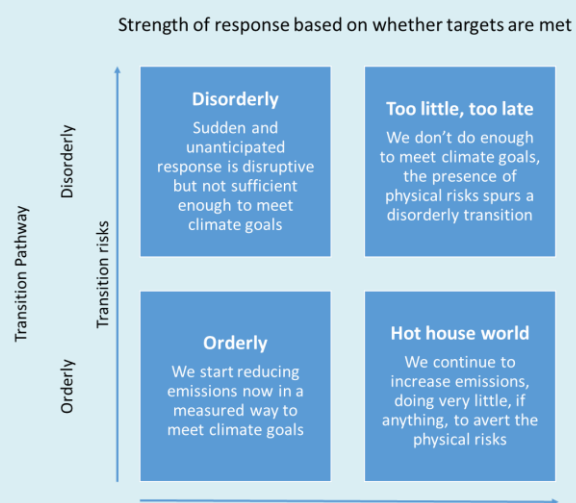 Strength of response based on whether targets are met
Transition Pathway
Disorderly
Orderly
Transition risks
Disorderly
Sudden and
unanticipated
response is disruptive
but not sufficient
enough to meet
climate goals
Too little, too late
We don't do enough
to meet climate goals,
the presence of
physical risks spurs a
disorderly transition
Orderly
We start reducing
emissions now in a
measured way to
meet climate goals
Hot house world
We continue to
increase emissions,
doing very little, if
anything, to avert the
physical risks